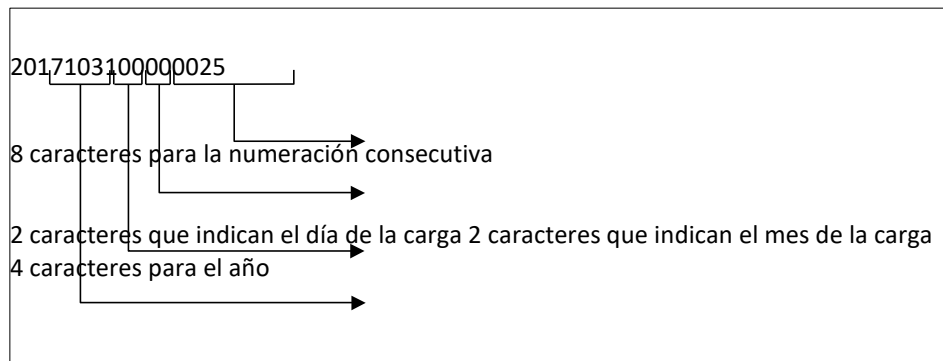 2017103100000025
8 caracteres para la numeración consecutiva
2 caracteres que indican el día de la carga 2 caracteres que indican el mes de la carga
4 caracteres para el año